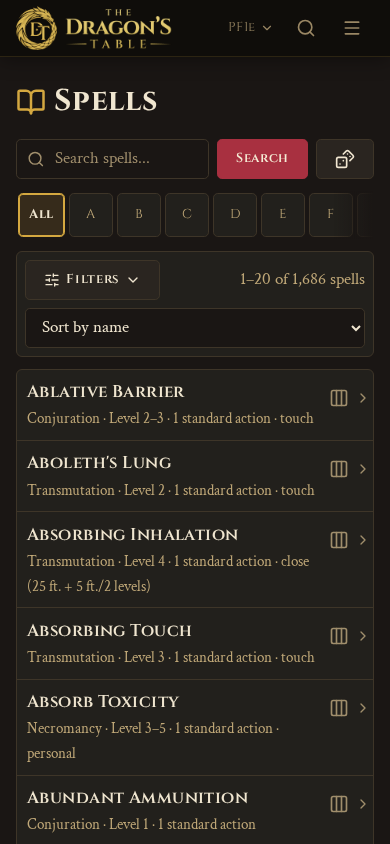 THE
DRAGON'S
TABLE
DT
PF1e
Spells
Search spells...
Search
All
A
B
C
D
E
F
Filters
1–20 of 1,686 spells
Sort by name
Ablative Barrier
Conjuration · Level 2–3 · 1 standard action · touch
Aboleth's Lung
Transmutation · Level 2 · 1 standard action · touch
Absorbing Inhalation
Transmutation · Level 4 · 1 standard action · close
(25 ft. + 5 ft./2 levels)
Absorbing Touch
Transmutation · Level 3 · 1 standard action · touch
Absorb Toxicity
Necromancy · Level 3–5 · 1 standard action ·
personal
Abundant Ammunition
Conjuration · Level 1 · 1 standard action